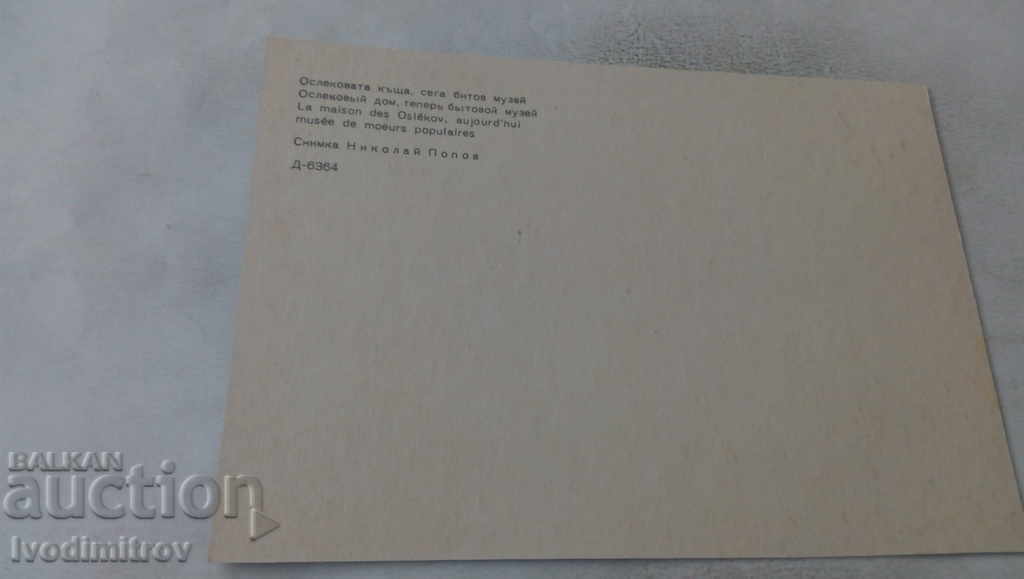 Ослековата къща, сега битов музей
Ослековый дом, теперь бытовой музей
La maison des Oslékov, aujourd'hui
musée de moeurs populaires
Снимка Николай Попов
Д-6364
BALKAN
auction
Ivodimitrov